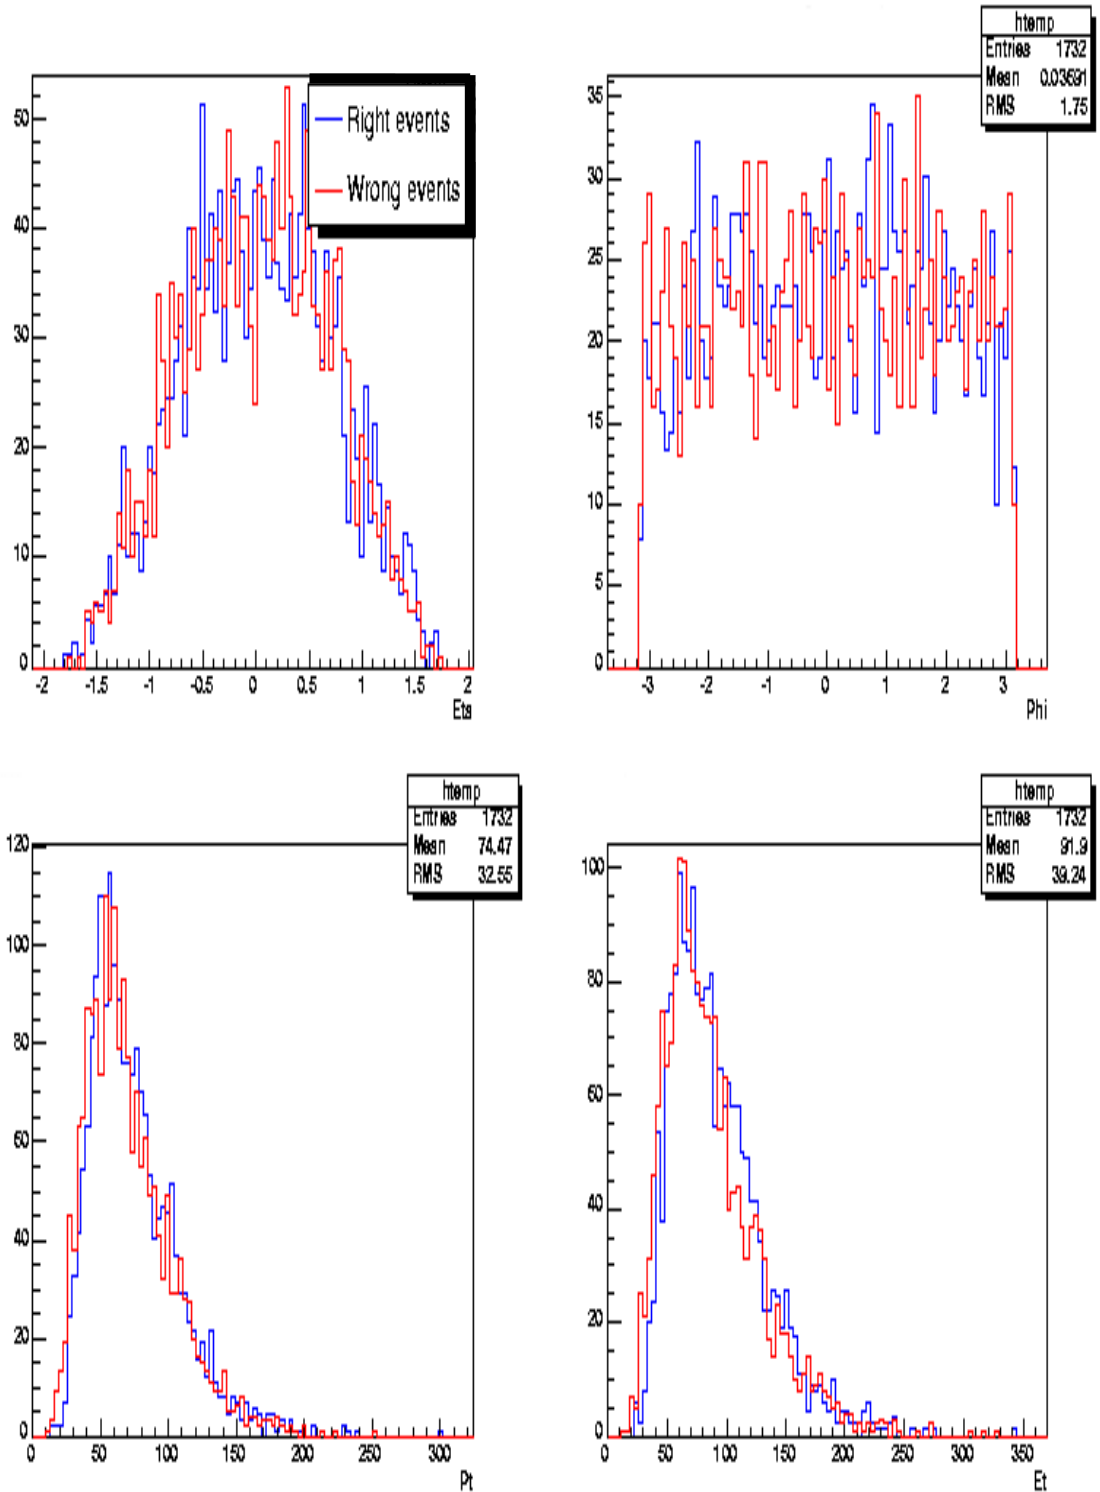 htemp
Entries 1732
Mean 0.03691
RMS 1.75
Right events
Wrong events
50
40
30
20
10
0
-2 -1.5 -1 -0.5 0 0.5 1 1.5 2
Eta
35
30
25
20
15
10
5
0
-3 -2 -1 0 1 2 3
Phi
htemp
Entries 1732
Mean 74.47
RMS 32.55
120
100
80
60
40
20
0
0 50 100 150 200 250 300
Pt
htemp
Entries 1732
Mean 91.9
RMS 39.24
100
80
60
40
20
0
0 50 100 150 200 250 300 350
Et